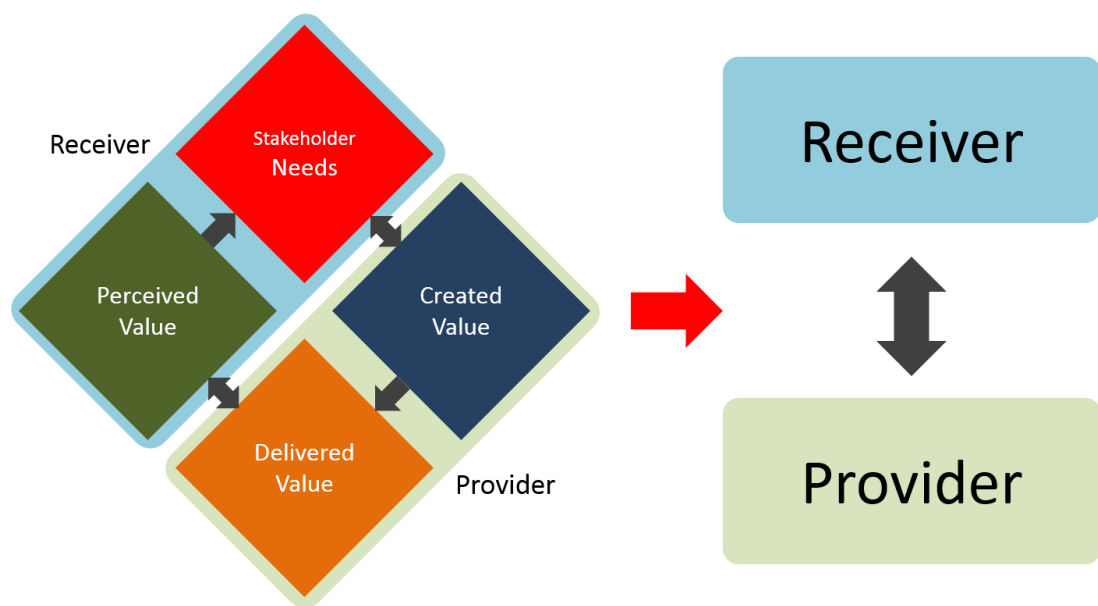 Receiver
Stakeholder
Needs
Perceived
Value
Created
Value
Delivered
Value
Provider
Receiver
Provider